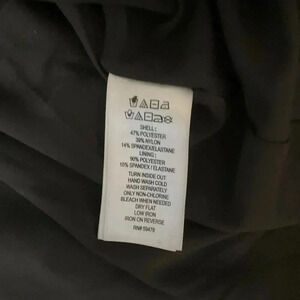 SHELL:
47% POLYESTER
39% NYLON
14% SPANDEX/ELASTANE
LINING:
90% POLYESTER
10% SPANDEX / ELASTANE
TURN INSIDE OUT
HAND WASH COLD
WASH SEPARATELY
ONLY NON-CHLORINE
BLEACH WHEN NEEDED
DRY FLAT
LOW IRON
IRON ON REVERSE
RN# 59479